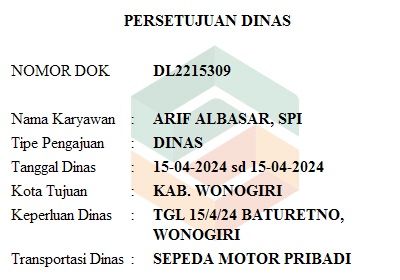 PERSETUJUAN DINAS
NOMOR DOK DL2215309
Nama Karyawan : ARIF ALBASAR, SPI
Tipe Pengajuan : DINAS
Tanggal Dinas : 15-04-2024 sd 15-04-2024
Kota Tujuan : KAB. WONOGIRI
Keperluan Dinas : TGL 15/4/24 BATURETNO,
WONOGIRI
Transportasi Dinas : SEPEDA MOTOR PRIBADI